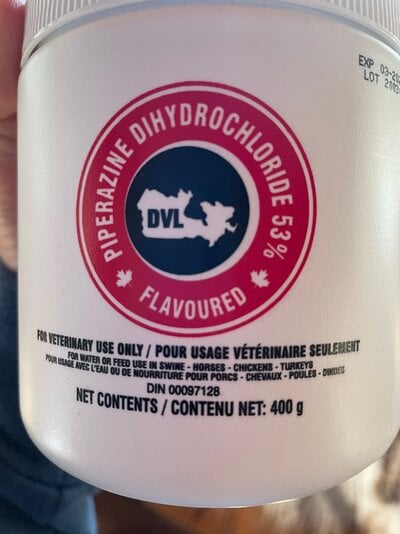 EXP 03-20
LOT
PIPERAZINE DIHYDROCHLORIDE 53%
DVL
FLAVOURED
FOR VETERINARY USE ONLY / POUR USAGE VÉTÉRINAIRE SEULEMENT
FOR WATER OR FEED USE IN SWINE - HORSES - CHICKENS - TURKEYS
POUR USAGE AVEC L'EAU OU DE NOURRITURE POUR PORCS - CHEVAUX - POULES - DINDES
DIN 00097128
NET CONTENTS / CONTENU NET: 400 g